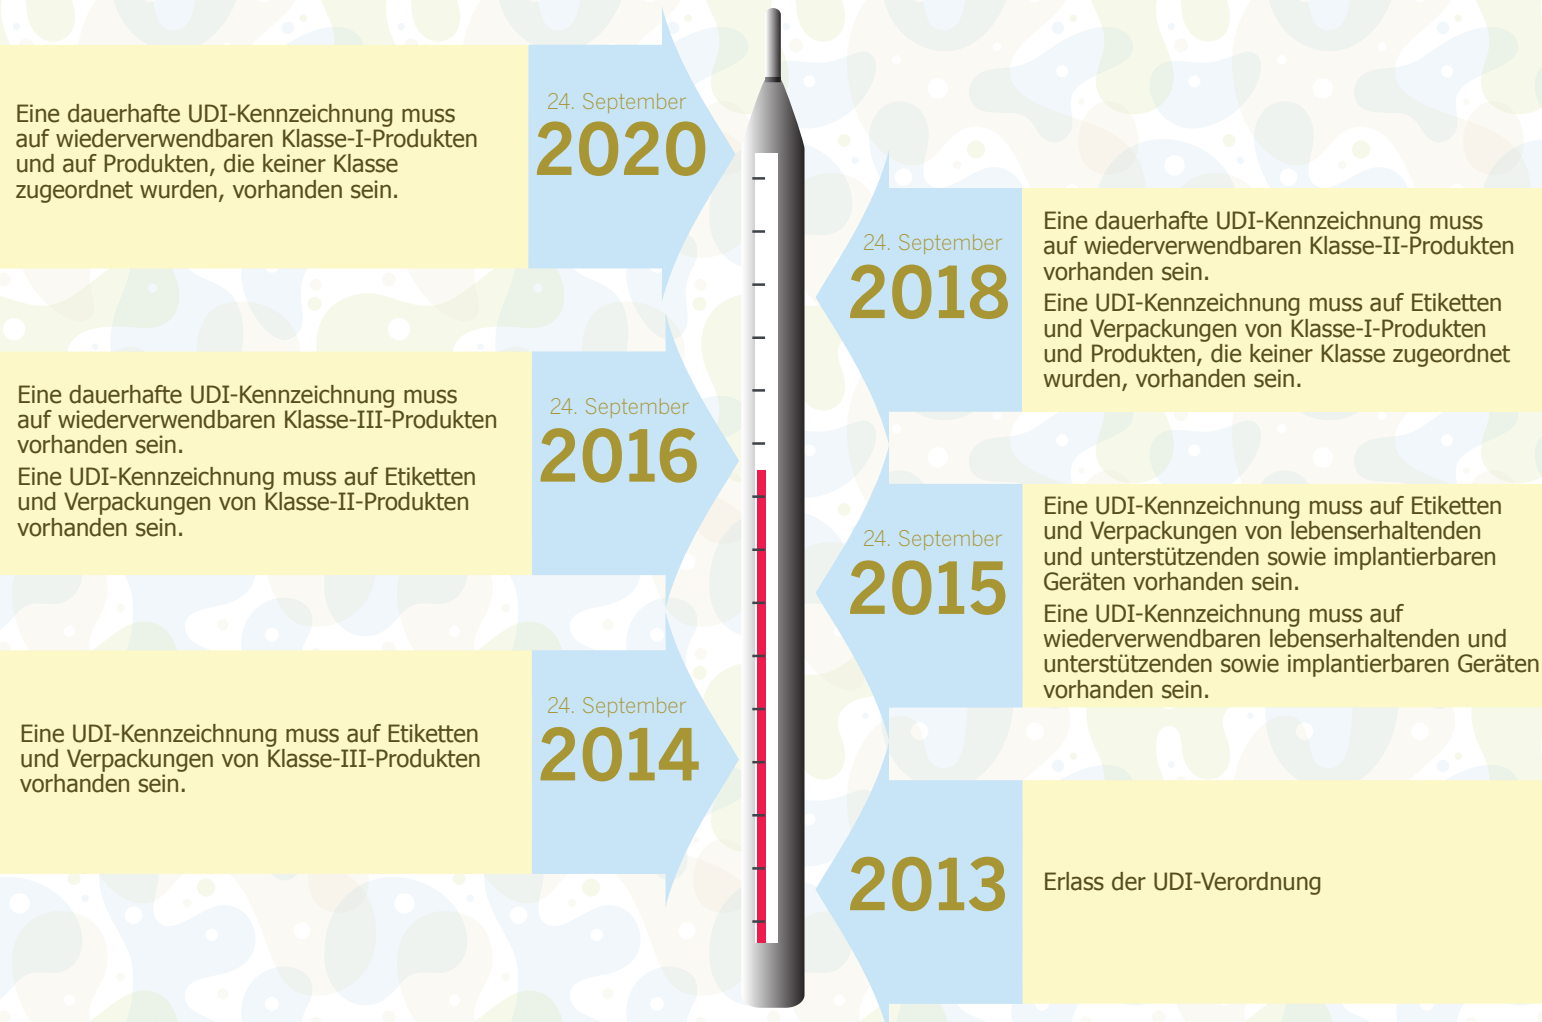 24. September
2020
Eine dauerhafte UDI-Kennzeichnung muss
auf wiederverwendbaren Klasse-I-Produkten
und auf Produkten, die keiner Klasse
zugeordnet wurden, vorhanden sein.
24. September
2018
Eine dauerhafte UDI-Kennzeichnung muss
auf wiederverwendbaren Klasse-II-Produkten
vorhanden sein.
Eine UDI-Kennzeichnung muss auf Etiketten
und Verpackungen von Klasse-I-Produkten
und Produkten, die keiner Klasse zugeordnet
wurden, vorhanden sein.
24. September
2016
Eine dauerhafte UDI-Kennzeichnung muss
auf wiederverwendbaren Klasse-III-Produkten
vorhanden sein.
Eine UDI-Kennzeichnung muss auf Etiketten
und Verpackungen von Klasse-II-Produkten
vorhanden sein.
24. September
2015
Eine UDI-Kennzeichnung muss auf Etiketten
und Verpackungen von lebenserhaltenden
und unterstützenden sowie implantierbaren
Geräten vorhanden sein.
Eine UDI-Kennzeichnung muss auf
wiederverwendbaren lebenserhaltenden und
unterstützenden sowie implantierbaren Geräten
vorhanden sein.
24. September
2014
Eine UDI-Kennzeichnung muss auf Etiketten
und Verpackungen von Klasse-III-Produkten
vorhanden sein.
2013
Erlass der UDI-Verordnung